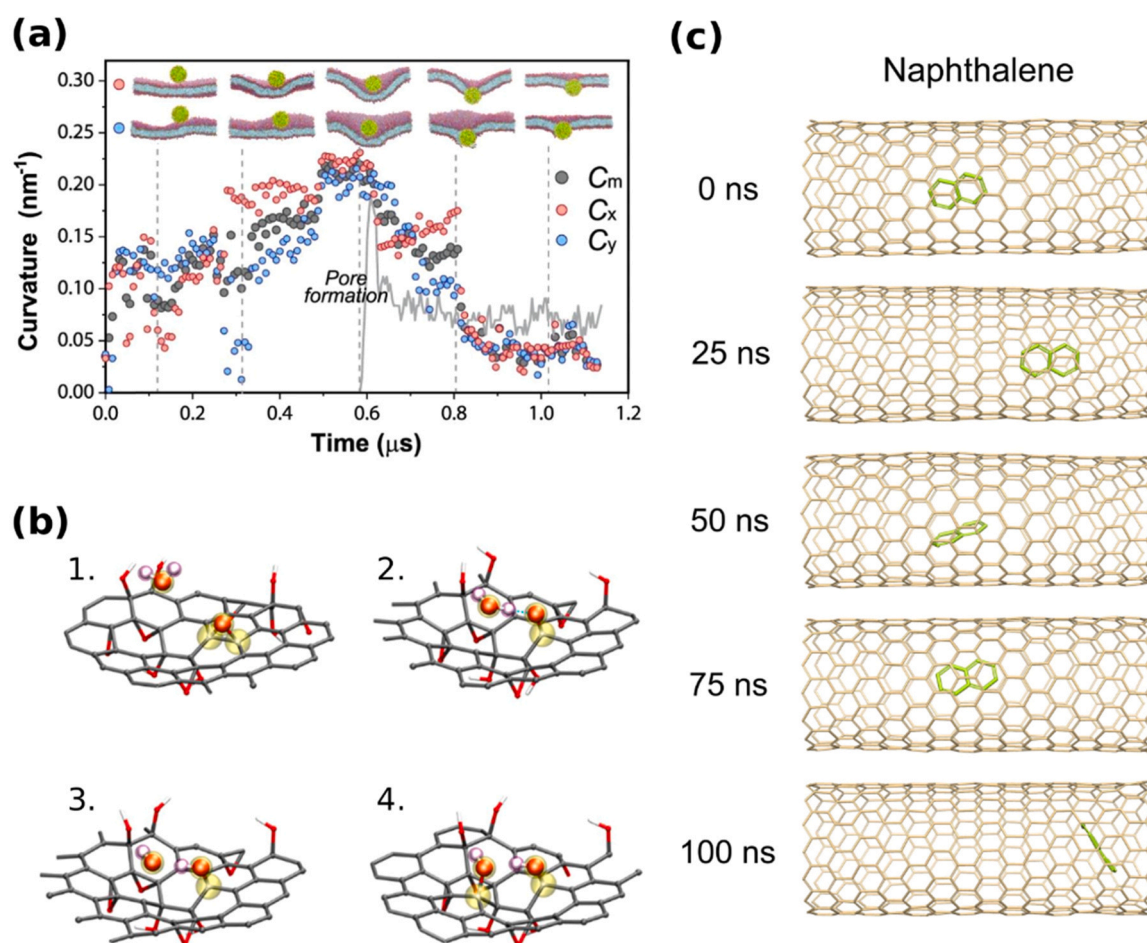 (a)
0.30
0.25
0.20
0.15
0.10
0.05
0.00
Curvature (nm⁻¹)
Cm
Cx
Cy
Pore
formation
0.0 0.2 0.4 0.6 0.8 1.0 1.2
Time (μs)
(b)
1.
2.
3.
4.
(c)
Naphthalene
0 ns
25 ns
50 ns
75 ns
100 ns